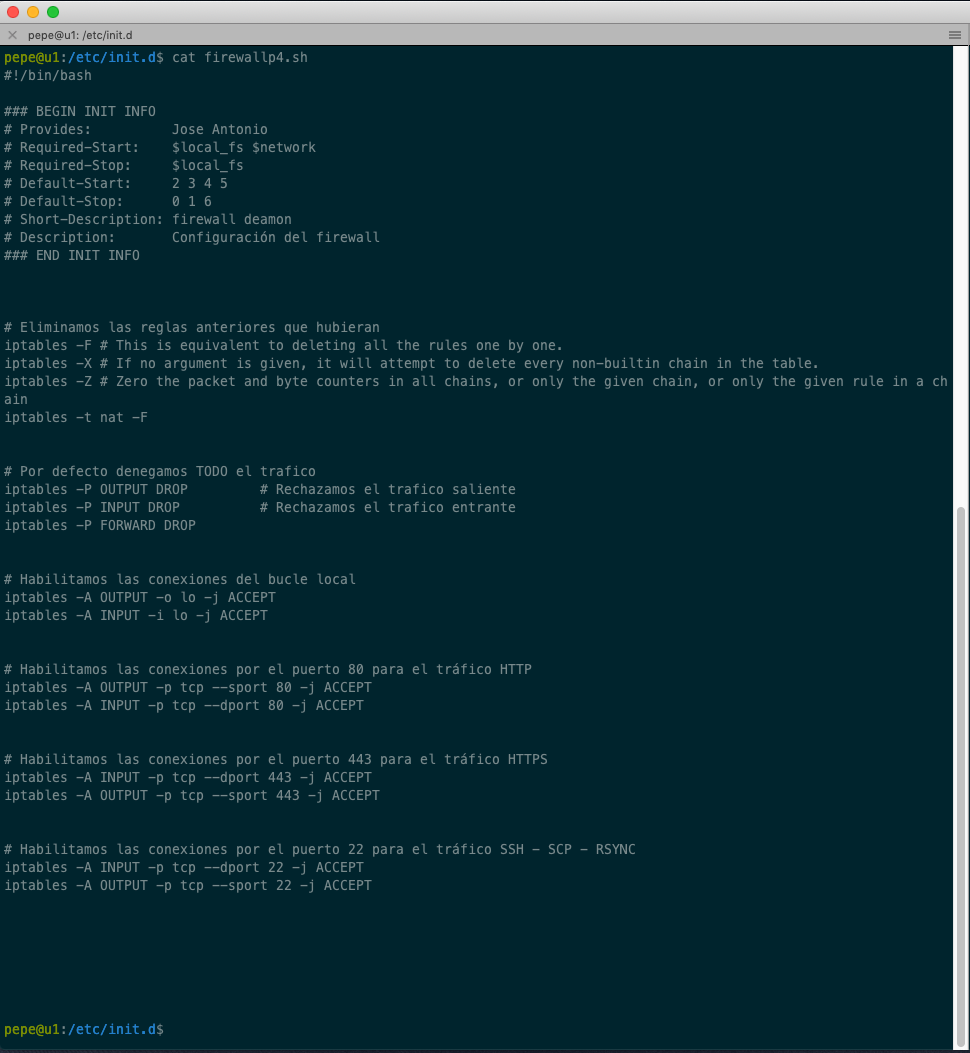 pepe@u1: /etc/init.d
pepe@u1:/etc/init.d$ cat firewallp4.sh
#!/bin/bash
### BEGIN INIT INFO
# Provides:          Jose Antonio
# Required-Start:    $local_fs $network
# Required-Stop:     $local_fs
# Default-Start:     2 3 4 5
# Default-Stop:      0 1 6
# Short-Description: firewall deamon
# Description:       Configuración del firewall
### END INIT INFO
# Eliminamos las reglas anteriores que hubieran
iptables -F # This is equivalent to deleting all the rules one by one.
iptables -X # If no argument is given, it will attempt to delete every non-builtin chain in the table.
iptables -Z # Zero the packet and byte counters in all chains, or only the given chain, or only the given rule in a ch
ain
iptables -t nat -F
# Por defecto denegamos TODO el trafico
iptables -P OUTPUT DROP         # Rechazamos el trafico saliente
iptables -P INPUT DROP          # Rechazamos el trafico entrante
iptables -P FORWARD DROP
# Habilitamos las conexiones del bucle local
iptables -A OUTPUT -o lo -j ACCEPT
iptables -A INPUT -i lo -j ACCEPT
# Habilitamos las conexiones por el puerto 80 para el tráfico HTTP
iptables -A OUTPUT -p tcp --sport 80 -j ACCEPT
iptables -A INPUT -p tcp --dport 80 -j ACCEPT
# Habilitamos las conexiones por el puerto 443 para el tráfico HTTPS
iptables -A INPUT -p tcp --dport 443 -j ACCEPT
iptables -A OUTPUT -p tcp --sport 443 -j ACCEPT
# Habilitamos las conexiones por el puerto 22 para el tráfico SSH - SCP - RSYNC
iptables -A INPUT -p tcp --dport 22 -j ACCEPT
iptables -A OUTPUT -p tcp --sport 22 -j ACCEPT
pepe@u1:/etc/init.d$